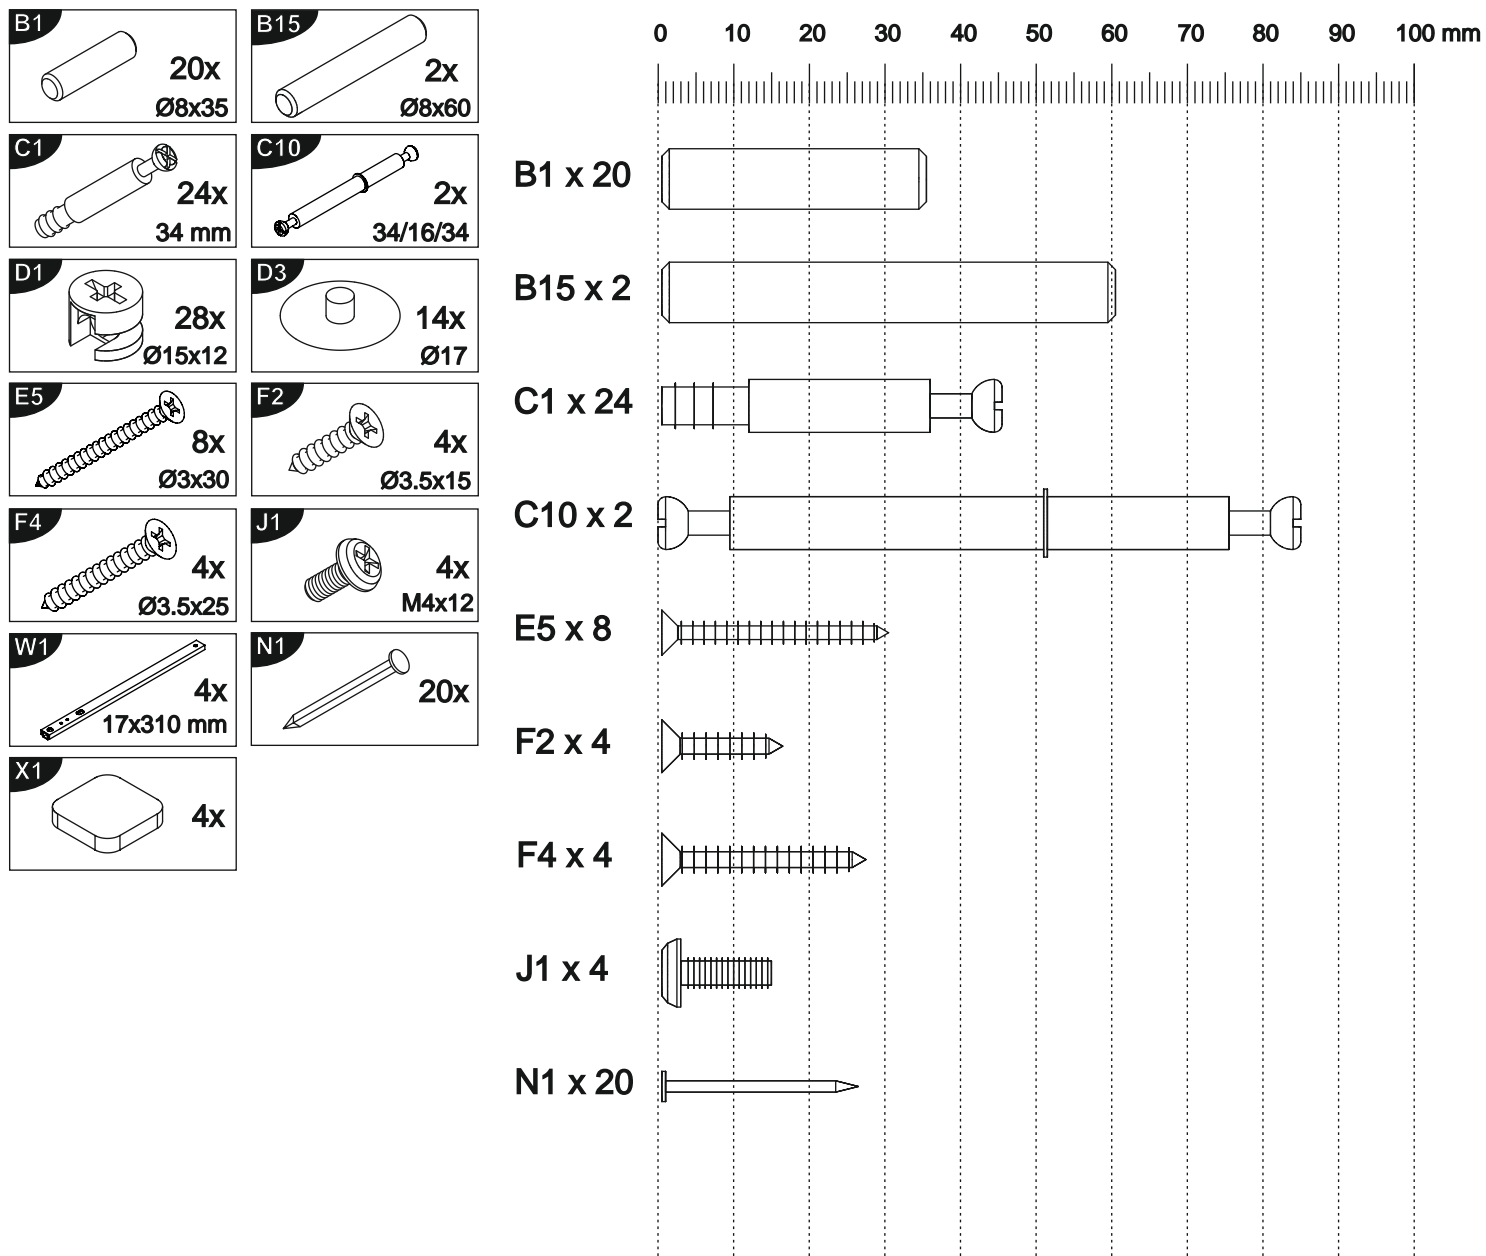 B1
20x
Ø8x35
B15
2x
Ø8x60
C1
24x
34 mm
C10
2x
34/16/34
D1
28x
Ø15x12
D3
14x
Ø17
E5
8x
Ø3x30
F2
4x
Ø3.5x15
F4
4x
Ø3.5x25
J1
4x
M4x12
W1
4x
17x310 mm
N1
20x
X1
4x
0 10 20 30 40 50 60 70 80 90 100 mm
B1 x 20
B15 x 2
C1 x 24
C10 x 2
E5 x 8
F2 x 4
F4 x 4
J1 x 4
N1 x 20